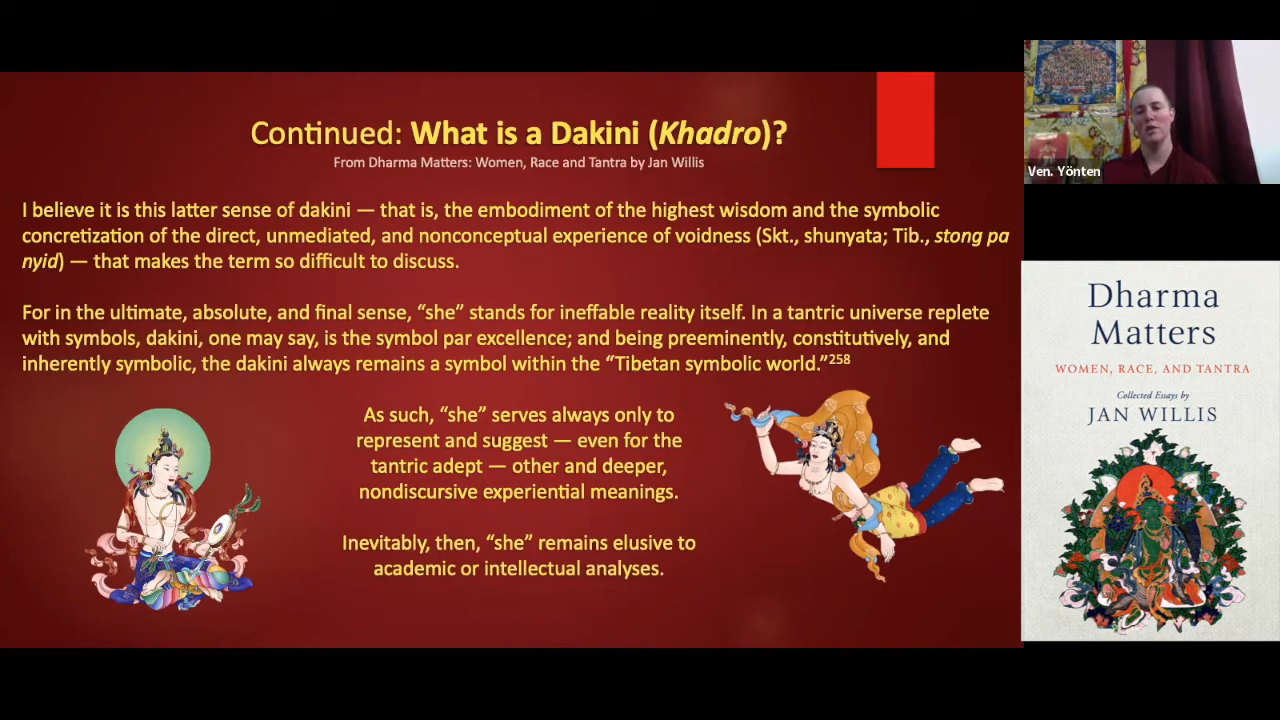 Continued: What is a Dakini (Khadro)?
From Dharma Matters: Women, Race and Tantra by Jan Willis
I believe it is this latter sense of dakini — that is, the embodiment of the highest wisdom and the symbolic
concretization of the direct, unmediated, and nonconceptual experience of voidness (Skt., shunyata; Tib., stong pa
nyid) — that makes the term so difficult to discuss.
For in the ultimate, absolute, and final sense, “she” stands for ineffable reality itself. In a tantric universe replete
with symbols, dakini, one may say, is the symbol par excellence; and being preeminently, constitutively, and
inherently symbolic, the dakini always remains a symbol within the “Tibetan symbolic world.”258
As such, “she” serves always only to
represent and suggest — even for the
tantric adept — other and deeper,
nondiscursive experiential meanings.
Inevitably, then, “she” remains elusive to
academic or intellectual analyses.
Ven. Yönten
Dharma
Matters
WOMEN, RACE, AND TANTRA
Collected Essays by
JAN WILLIS